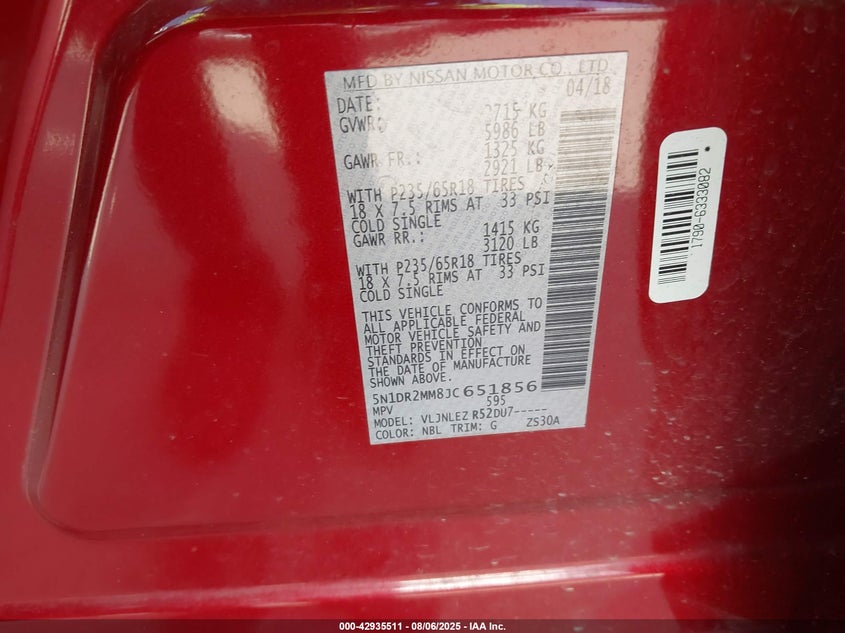 MFD BY NISSAN MOTOR CO., LTD
DATE: 04/18
GVWR: 2715 KG
5986 LB
GAWR FR.: 1325 KG
2921 LB
WITH P235/65R18 TIRES
18 X 7.5 RIMS AT 33 PSI
COLD SINGLE
GAWR RR.: 1415 KG
3120 LB
WITH P235/65R18 TIRES
18 X 7.5 RIMS AT 33 PSI
COLD SINGLE
THIS VEHICLE CONFORMS TO
ALL APPLICABLE FEDERAL
MOTOR VEHICLE SAFETY AND
THEFT PREVENTION
STANDARDS IN EFFECT ON
THE DATE OF MANUFACTURE
SHOWN ABOVE.
5N1DR2MM8JC651856
MPV 595
MODEL: VLJNLEZ R52DU7-----
COLOR: NBL TRIM: G ZS30A
1790-6333082
000-42935511 - 08/06/2025 - IAA Inc.